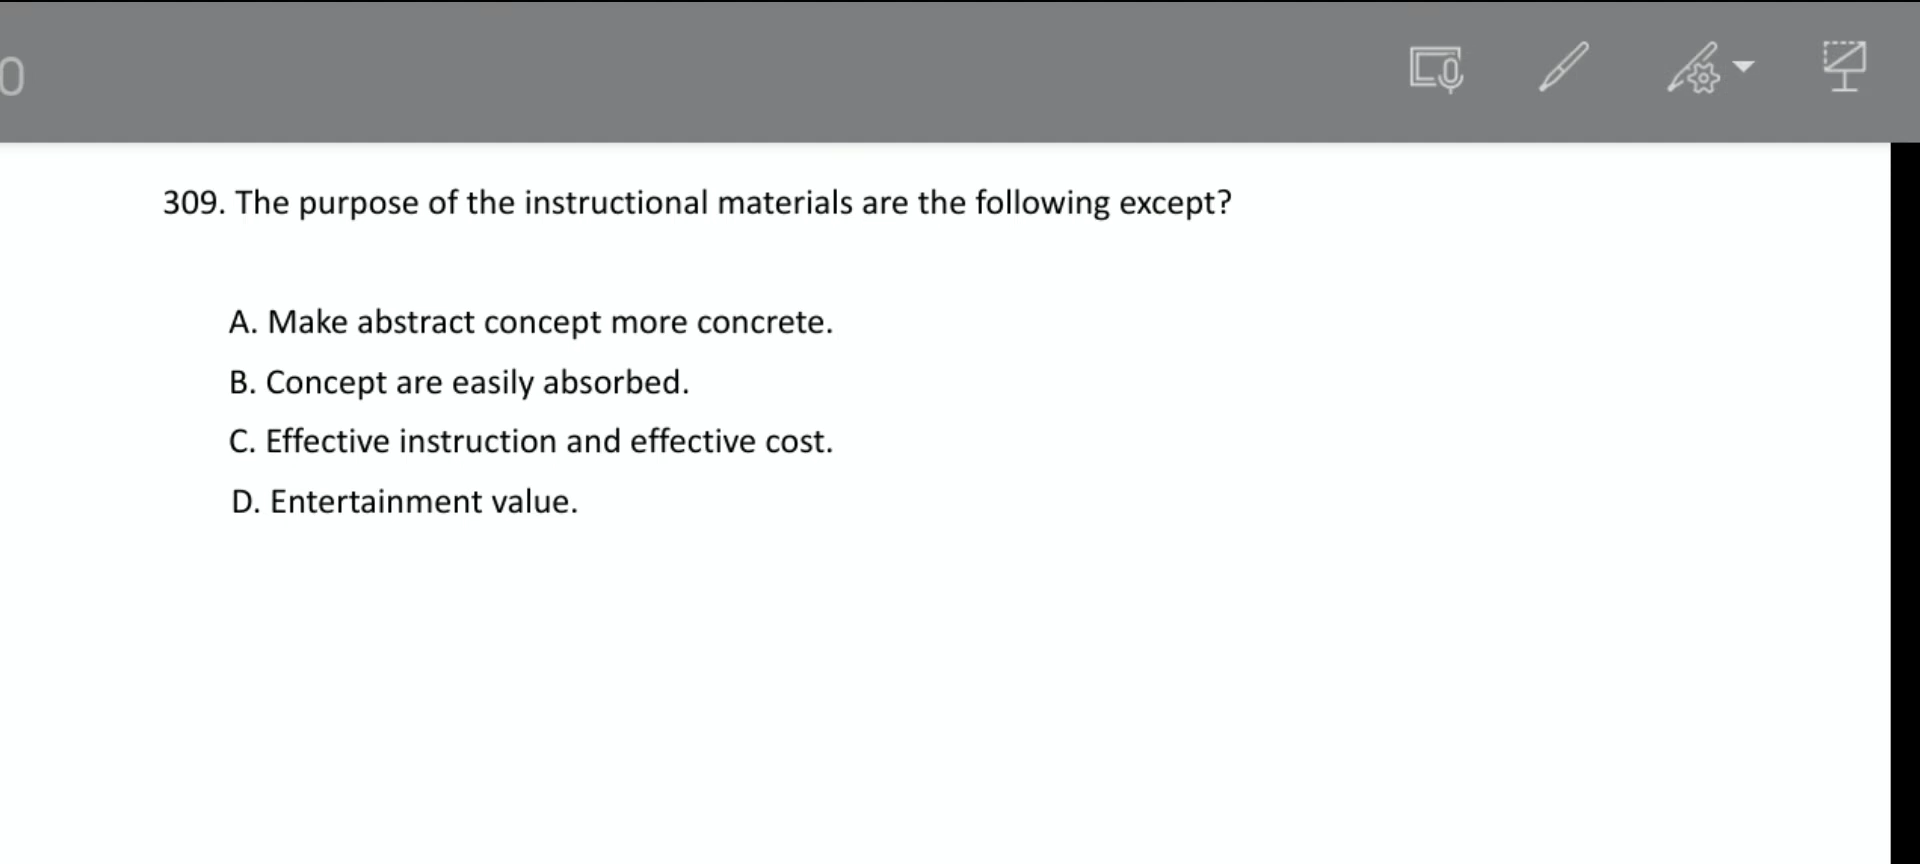 0
309. The purpose of the instructional materials are the following except?
A. Make abstract concept more concrete.
B. Concept are easily absorbed.
C. Effective instruction and effective cost.
D. Entertainment value.